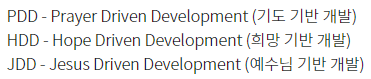 PDD - Prayer Driven Development (기도 기반 개발)
HDD - Hope Driven Development (희망 기반 개발)
JDD - Jesus Driven Development (예수님 기반 개발)